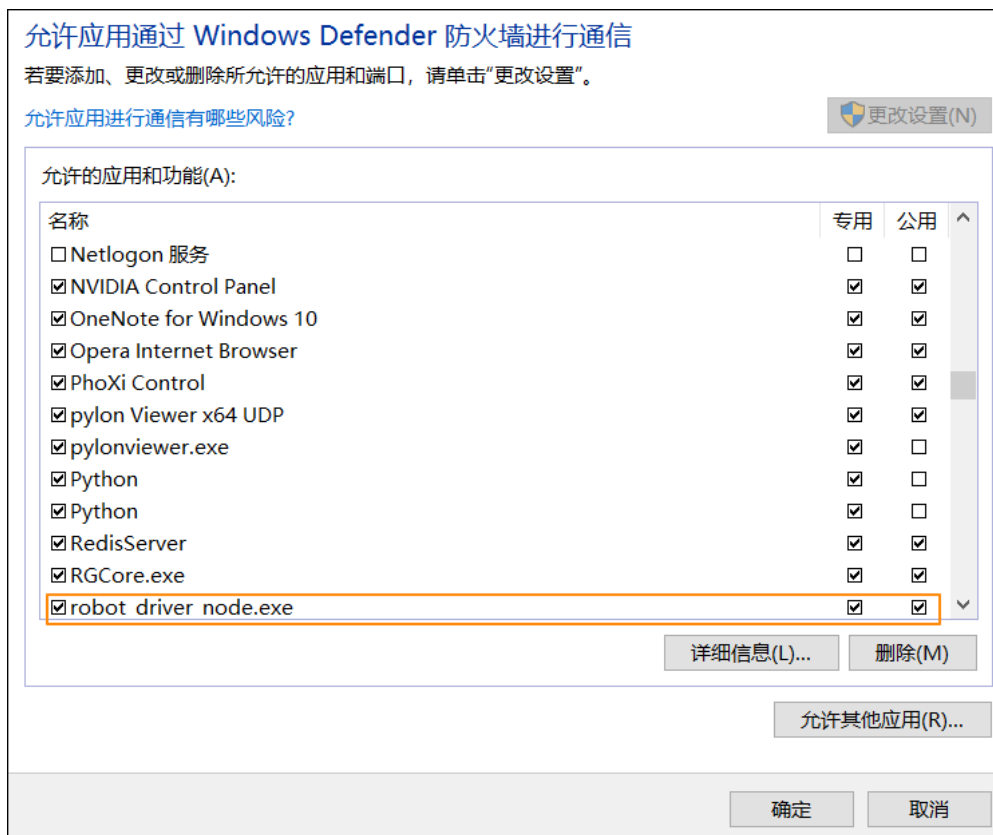 允许应用通过 Windows Defender 防火墙进行通信
若要添加、更改或删除所允许的应用和端口，请单击"更改设置"。
允许应用进行通信有哪些风险?
更改设置(N)
允许的应用和功能(A):
名称 专用 公用
Netlogon 服务
NVIDIA Control Panel
OneNote for Windows 10
Opera Internet Browser
PhoXi Control
pylon Viewer x64 UDP
pylonviewer.exe
Python
Python
RedisServer
RGCore.exe
robot_driver_node.exe
详细信息(L)... 删除(M)
允许其他应用(R)...
确定 取消